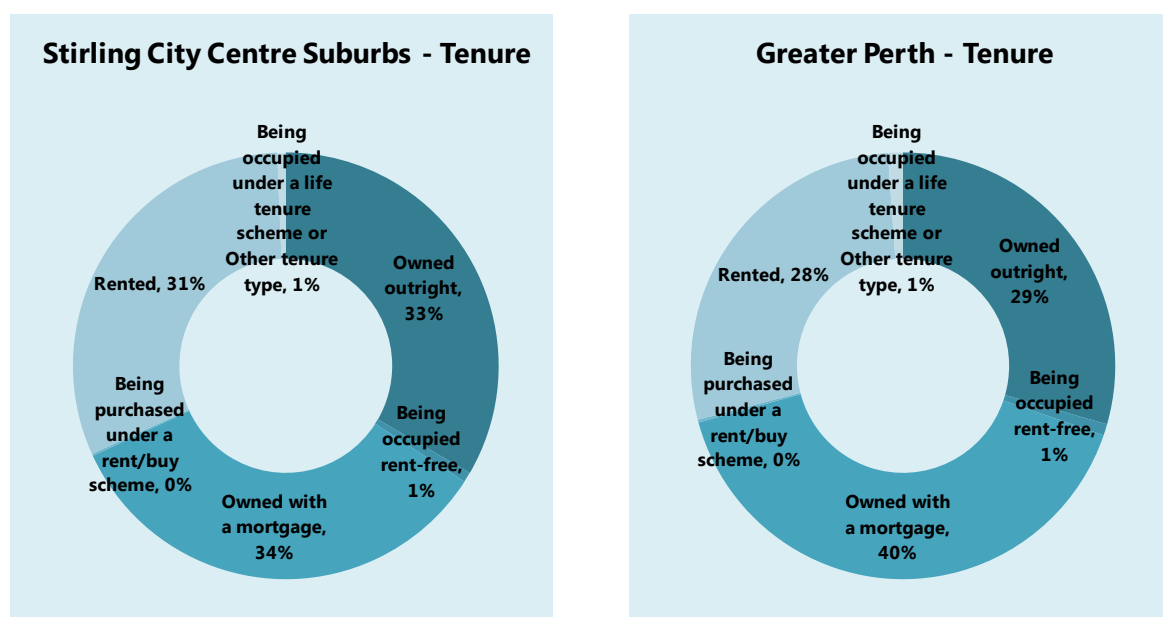 Stirling City Centre Suburbs - Tenure
Being
occupied
under a life
tenure
scheme or
Other tenure
type, 1%
Owned
outright,
33%
Being
occupied
rent-free,
1%
Owned with
a mortgage,
34%
Being
purchased
under a
rent/buy
scheme, 0%
Rented, 31%
Greater Perth - Tenure
Being
occupied
under a life
tenure
scheme or
Other tenure
type, 1%
Owned
outright,
29%
Being
occupied
rent-free,
1%
Owned with
a mortgage,
40%
Being
purchased
under a
rent/buy
scheme, 0%
Rented, 28%